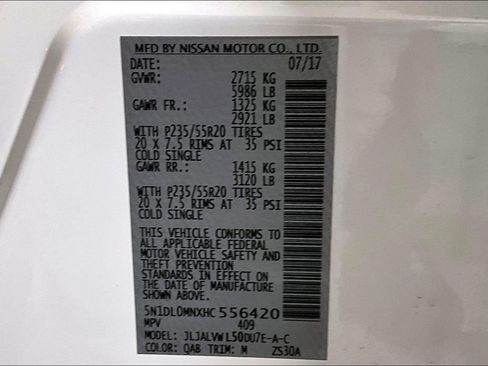 MFD BY NISSAN MOTOR CO., LTD.
DATE: 07/17
GVWR: 2715 KG
5986 LB
GAWR FR.: 1325 KG
2921 LB
WITH P235/55R20 TIRES
20 X 7.5 RIMS AT 35 PSI
COLD SINGLE
GAWR RR.: 1415 KG
3120 LB
WITH P235/55R20 TIRES
20 X 7.5 RIMS AT 35 PSI
COLD SINGLE
THIS VEHICLE CONFORMS TO
ALL APPLICABLE FEDERAL
MOTOR VEHICLE SAFETY AND
THEFT PREVENTION
STANDARDS IN EFFECT ON
THE DATE OF MANUFACTURE
SHOWN ABOVE.
5N1DL0MNXHC556420
MPV 409
MODEL: JLJALVWL50DU7E-A-C
COLOR: QAB TRIM: M ZS30A